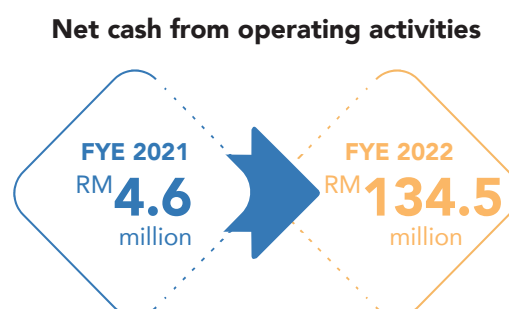 Net cash from operating activities
FYE 2021
RM4.6
million
FYE 2022
RM134.5
million